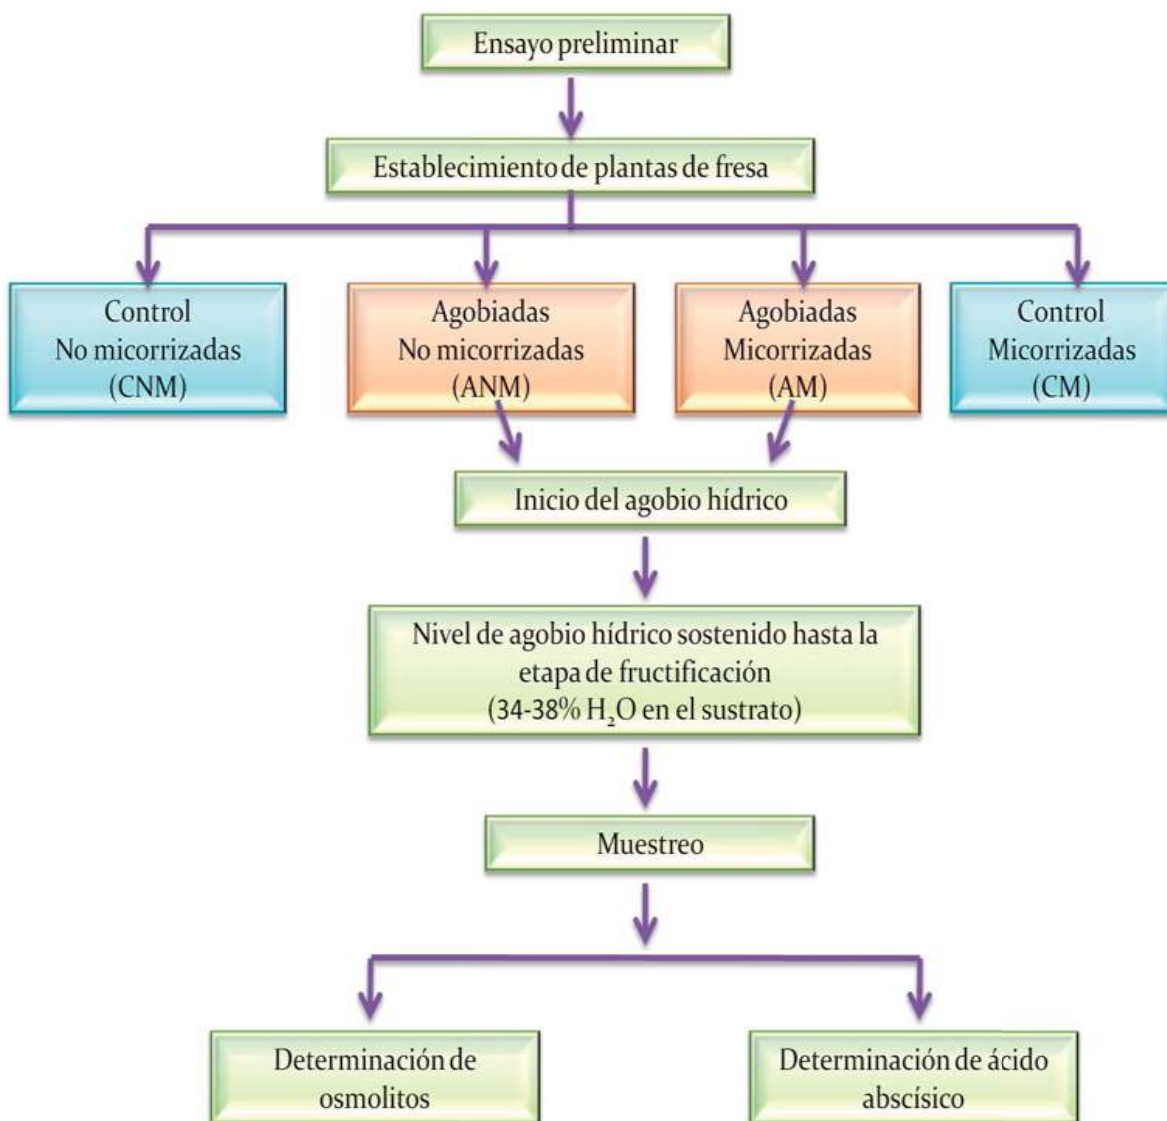 Ensayo preliminar
Establecimiento de plantas de fresa
Control
No micorrizadas
(CNM)
Agobiadas
No micorrizadas
(ANM)
Agobiadas
Micorrizadas
(AM)
Control
Micorrizadas
(CM)
Inicio del agobio hídrico
Nivel de agobio hídrico sostenido hasta la
etapa de fructificación
(34-38% H₂O en el sustrato)
Muestreo
Determinación de
osmolitos
Determinación de ácido
abscísico